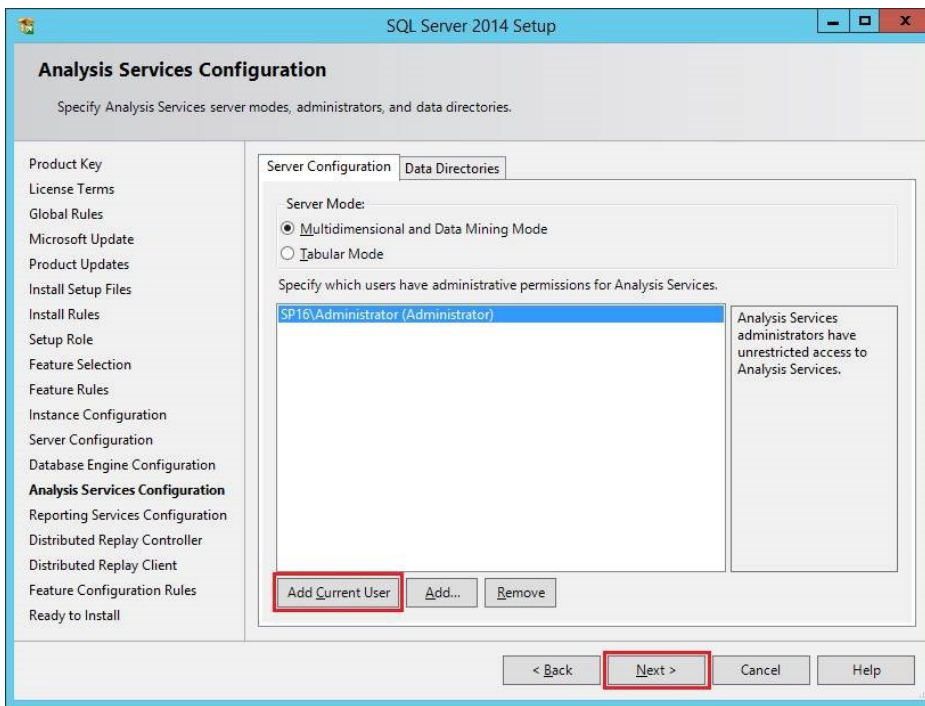 SQL Server 2014 Setup
Analysis Services Configuration
Specify Analysis Services server modes, administrators, and data directories.
Product Key
License Terms
Global Rules
Microsoft Update
Product Updates
Install Setup Files
Install Rules
Setup Role
Feature Selection
Feature Rules
Instance Configuration
Server Configuration
Database Engine Configuration
Analysis Services Configuration
Reporting Services Configuration
Distributed Replay Controller
Distributed Replay Client
Feature Configuration Rules
Ready to Install
Server Configuration Data Directories
Server Mode:
Multidimensional and Data Mining Mode
Tabular Mode
Specify which users have administrative permissions for Analysis Services.
SP16\Administrator (Administrator)
Analysis Services
administrators have
unrestricted access to
Analysis Services.
Add Current User Add... Remove
< Back Next > Cancel Help